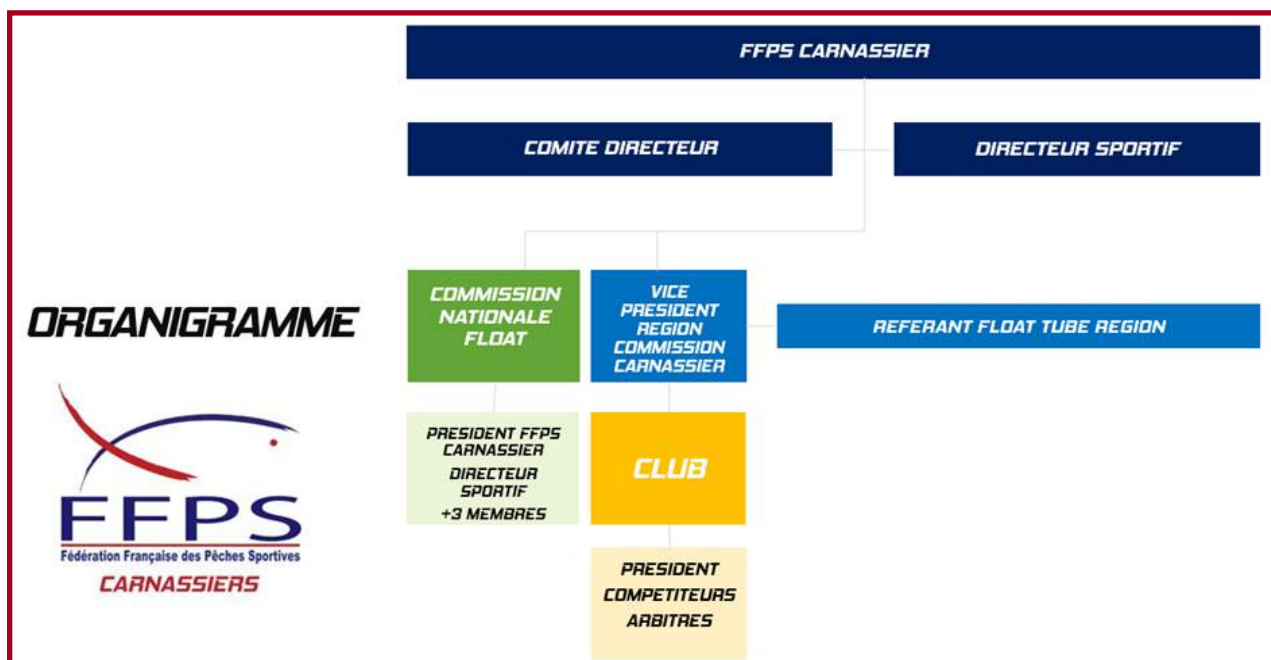 FFPS CARNASSIER
COMITE DIRECTEUR
DIRECTEUR SPORTIF
ORGANIGRAMME
COMMISSION
NATIONALE
FLOAT
VICE
PRESIDENT
REGION
COMMISSION
CARNASSIER
REFERANT FLOAT TUBE REGION
PRESIDENT FFPS
CARNASSIER
DIRECTEUR
SPORTIF
+3 MEMBRES
CLUB
PRESIDENT
COMPETITEURS
ARBITRES
FFPS
Fédération Française des Pêches Sportives
CARNASSIERS